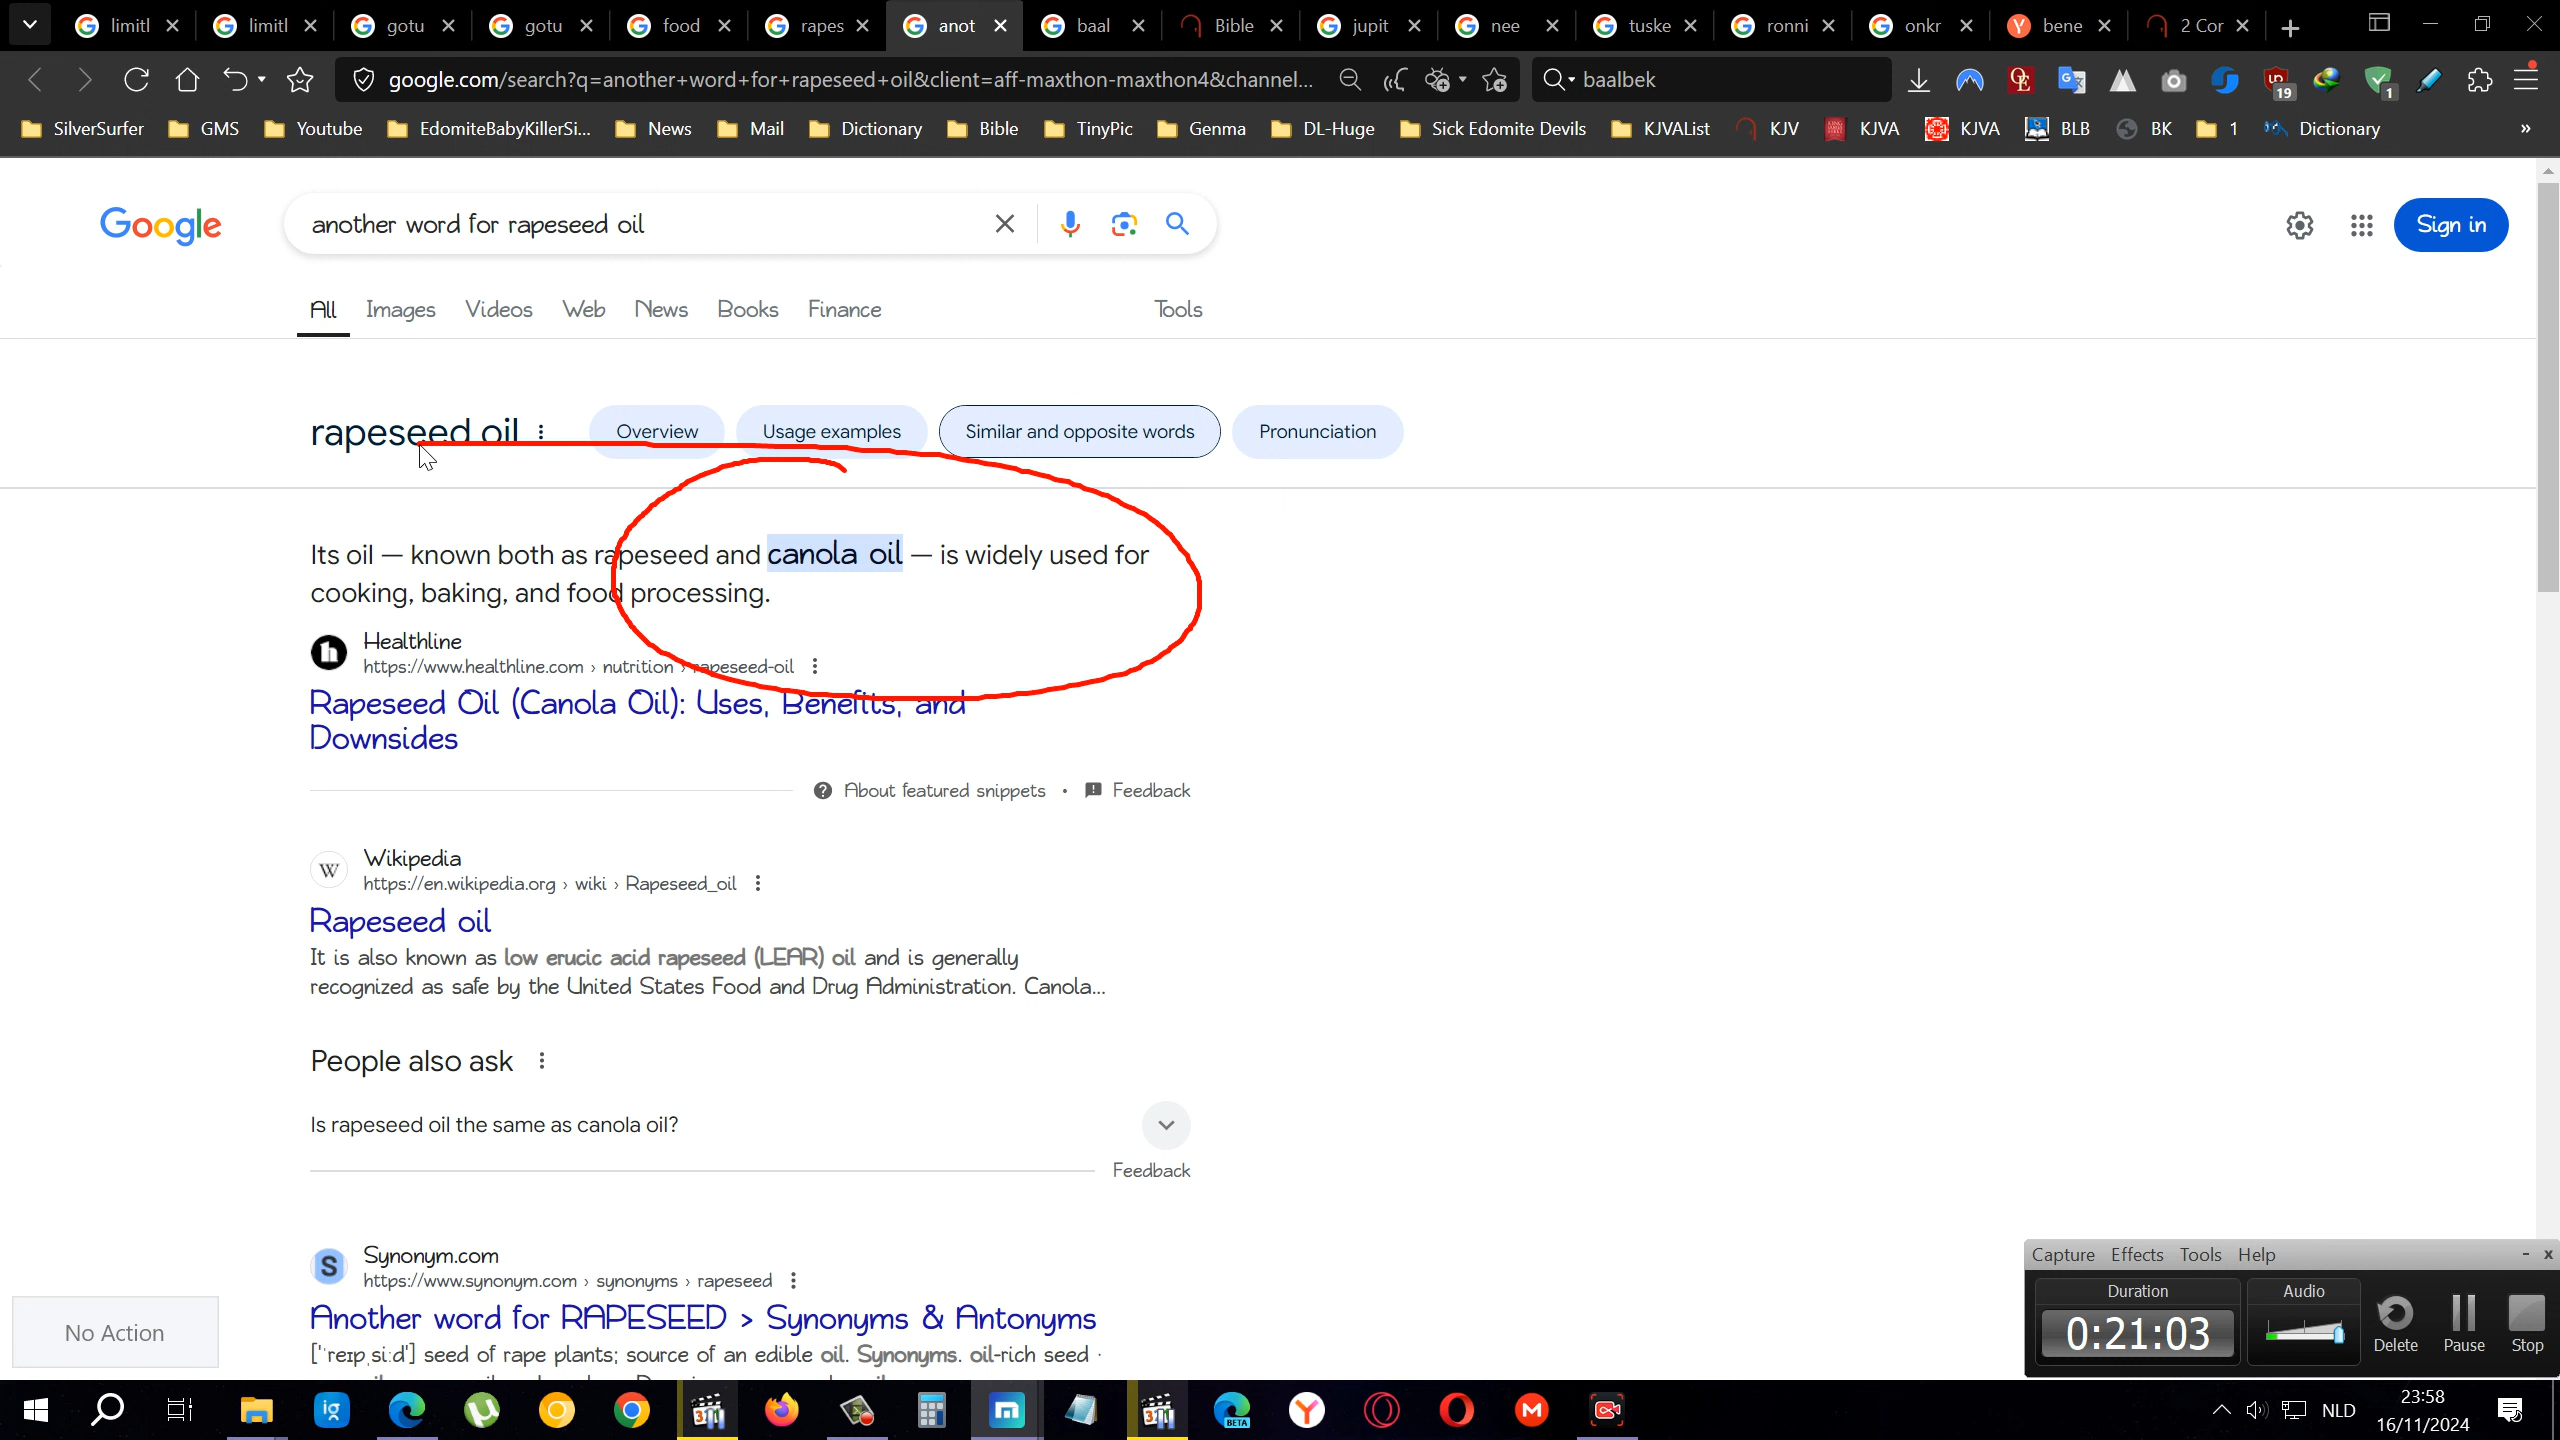 limitl
limitl
gotu
gotu
food
rapes
anot
baal
Bible
jupit
nee
tuske
ronni
onkr
bene
2 Cor
google.com/search?q=another+word+for+rapeseed+oil&client=aff-maxthon-maxthon4&channel...
baalbek
19
1
SilverSurfer
GMS
Youtube
EdomiteBabyKillerSi...
News
Mail
Dictionary
Bible
TinyPic
Genma
DL-Huge
Sick Edomite Devils
KJVAList
KJV
KJVA
KJVA
BLB
BK
1
Dictionary
»
Google
another word for rapeseed oil
Sign in
All
Images
Videos
Web
News
Books
Finance
Tools
rapeseed oil
Overview
Usage examples
Similar and opposite words
Pronunciation
Its oil — known both as rapeseed and canola oil — is widely used for
cooking, baking, and food processing.
Healthline
https://www.healthline.com › nutrition › rapeseed-oil
Rapeseed Oil (Canola Oil): Uses, Benefits, and
Downsides
About featured snippets • Feedback
Wikipedia
https://en.wikipedia.org › wiki › Rapeseed_oil
Rapeseed oil
It is also known as low erucic acid rapeseed (LEAR) oil and is generally
recognized as safe by the United States Food and Drug Administration. Canola...
People also ask
Is rapeseed oil the same as canola oil?
Feedback
Synonym.com
https://www.synonym.com › synonyms › rapeseed
Another word for RAPESEED > Synonyms & Antonyms
['ˈreɪpˌsiːd'] seed of rape plants; source of an edible oil. Synonyms. oil-rich seed ·
No Action
Capture Effects Tools Help
Duration
Audio
0:21:03
Delete
Pause
Stop
NLD
23:58
16/11/2024